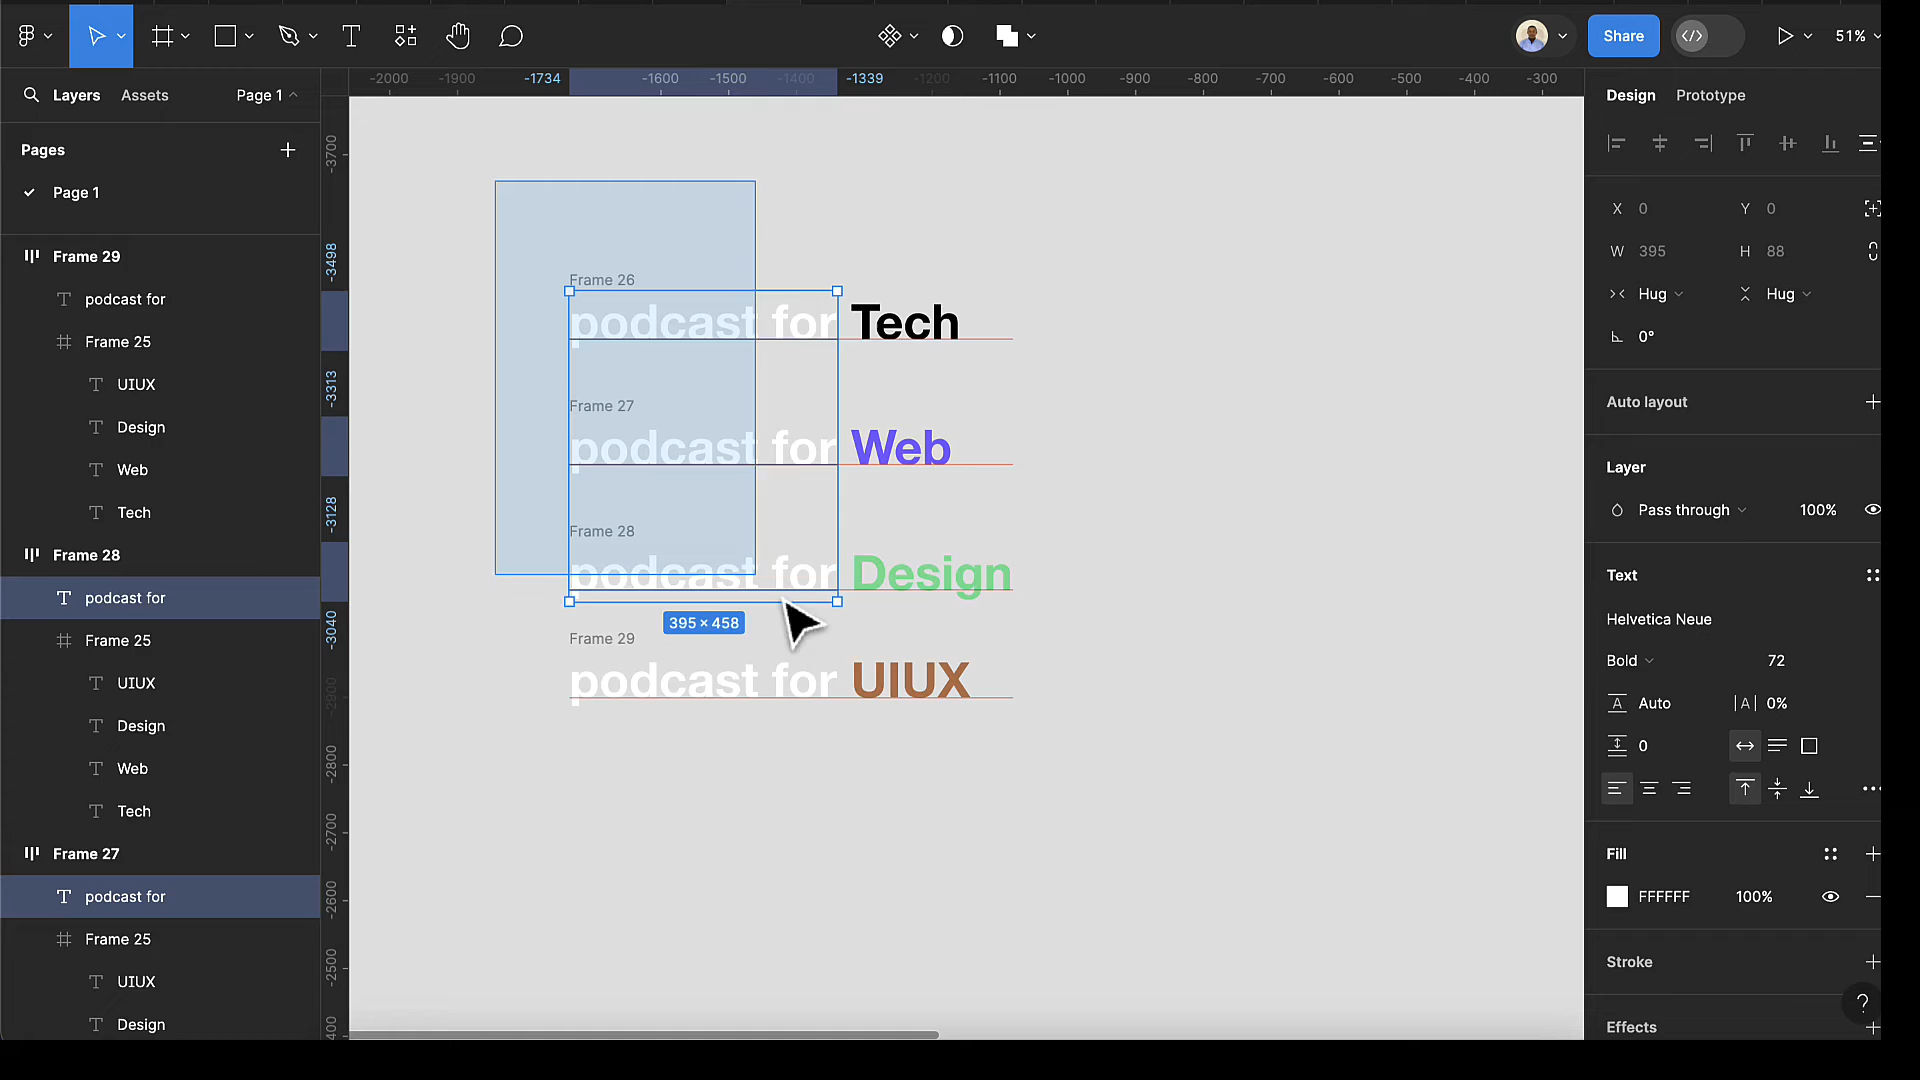 Share
51%
Layers
Assets
Page 1
Pages
Page 1
Frame 29
podcast for
Frame 25
UIUX
Design
Web
Tech
Frame 28
podcast for
Frame 25
UIUX
Design
Web
Tech
Frame 27
podcast for
Frame 25
UIUX
Design
-2000 -1900 -1734 -1600 -1500 -1400 -1339 -1200 -1100 -1000 -900 -800 -700 -600 -500 -400 -300
-3700
-3498
-3313
-3128
-3040
-2900
-2800
-2700
-2600
-2500
400
Frame 26
podcast for Tech
Frame 27
podcast for Web
Frame 28
podcast for Design
395 × 458
Frame 29
podcast for UIUX
Design
Prototype
X 0
Y 0
W 395
H 88
Hug
Hug
0°
Auto layout
Layer
Pass through
100%
Text
Helvetica Neue
Bold
72
A Auto
|A| 0%
0
Fill
FFFFFF
100%
Stroke
?
Effects